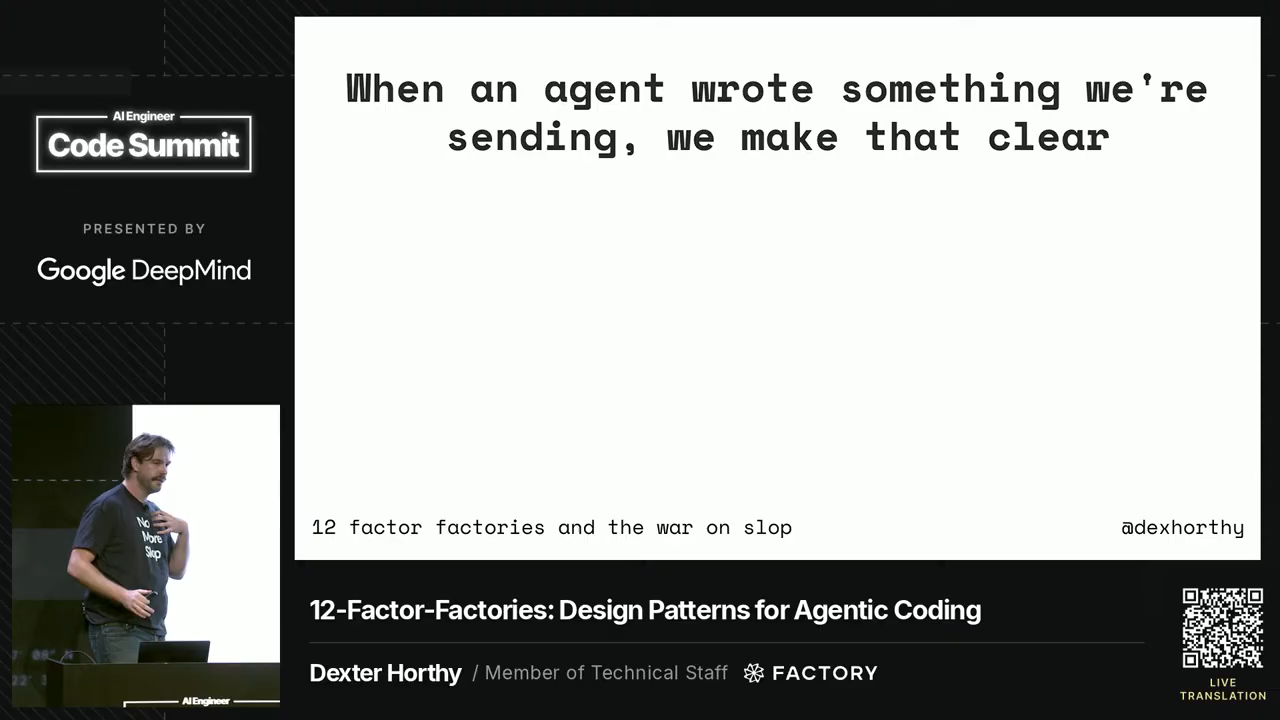 AI Engineer
Code Summit
PRESENTED BY
Google DeepMind
When an agent wrote something we're
sending, we make that clear
12 factor factories and the war on slop
@dexhorthy
No
More
Slop
AI Engineer
12-Factor-Factories: Design Patterns for Agentic Coding
Dexter Horthy / Member of Technical Staff FACTORY
LIVE
TRANSLATION